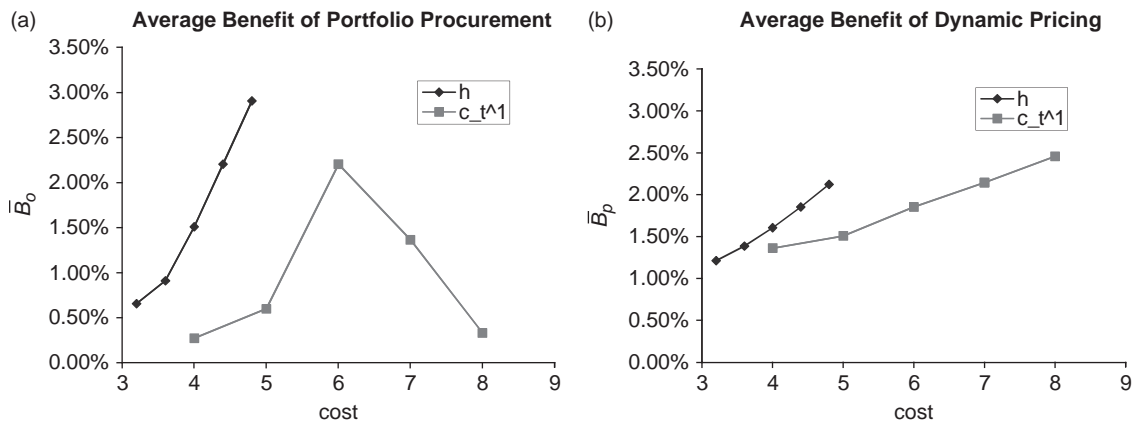 (a)
Average Benefit of Portfolio Procurement
3.50%
3.00%
2.50%
2.00%
1.50%
1.00%
0.50%
0.00%
B̅o
h
c_t^1
3 4 5 6 7 8 9
cost
(b)
Average Benefit of Dynamic Pricing
3.50%
3.00%
2.50%
2.00%
1.50%
1.00%
0.50%
0.00%
B̅p
h
c_t^1
3 4 5 6 7 8 9
cost